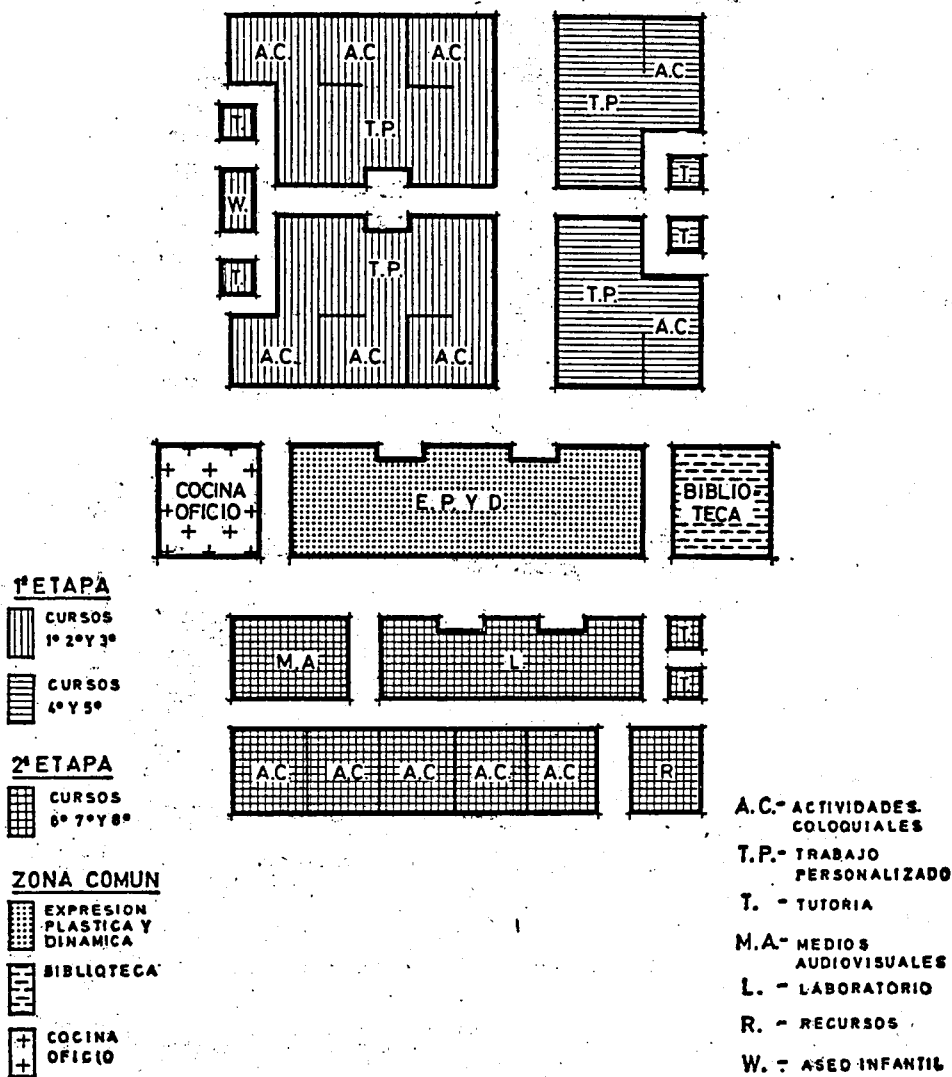 A.C. A.C. A.C.
A.C.
T.P.
T. T.P.
T.
W.
T.
T.P. T.P.
T.
A.C.
A.C. A.C. A.C.
COCINA
OFICIO
E. P. Y D.
BIBLIO-
TECA
M.A. L. T.
T.
A.C. A.C. A.C. A.C. A.C. R
1ª ETAPA
CURSOS
1º 2º Y 3º
CURSOS
4º Y 5º
2ª ETAPA
CURSOS
6º 7º Y 8º
ZONA COMUN
EXPRESION
PLASTICA Y
DINAMICA
BIBLIOTECA
COCINA
OFICIO
A.C.- ACTIVIDADES.
COLOQUIALES
T.P.- TRABAJO
PERSONALIZADO
T. - TUTORIA
M.A.- MEDIOS
AUDIOVISUALES
L. - LABORATORIO
R. - RECURSOS
W. - ASEO INFANTIL